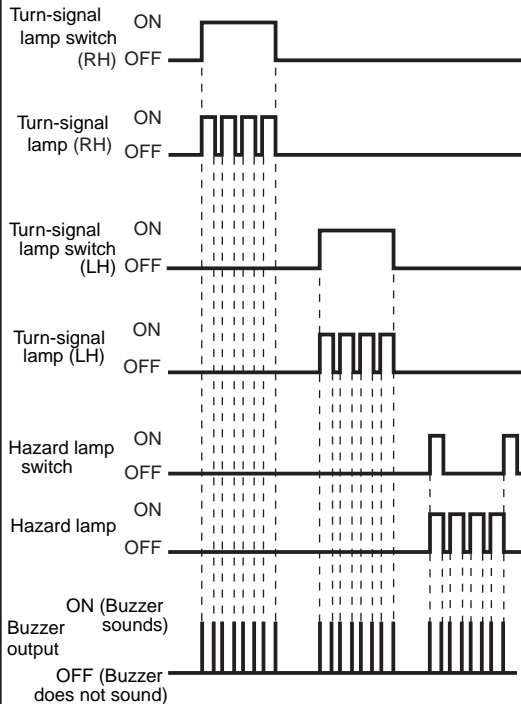 Turn-signal
lamp switch
(RH)
ON
OFF
Turn-signal
lamp (RH)
ON
OFF
Turn-signal
lamp switch
(LH)
ON
OFF
Turn-signal
lamp (LH)
ON
OFF
Hazard lamp
switch
ON
OFF
Hazard lamp
ON
OFF
Buzzer
output
ON (Buzzer
sounds)
OFF (Buzzer
does not sound)